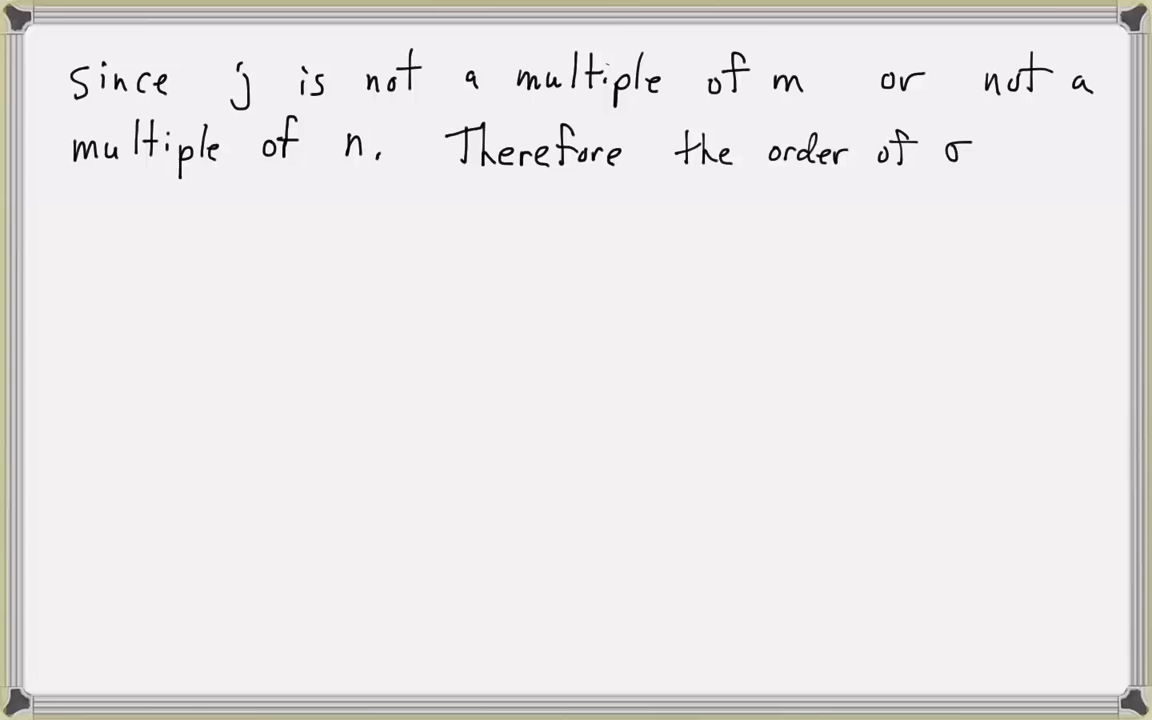 Since j is not a multiple of m or not a
multiple of n. Therefore the order of σ